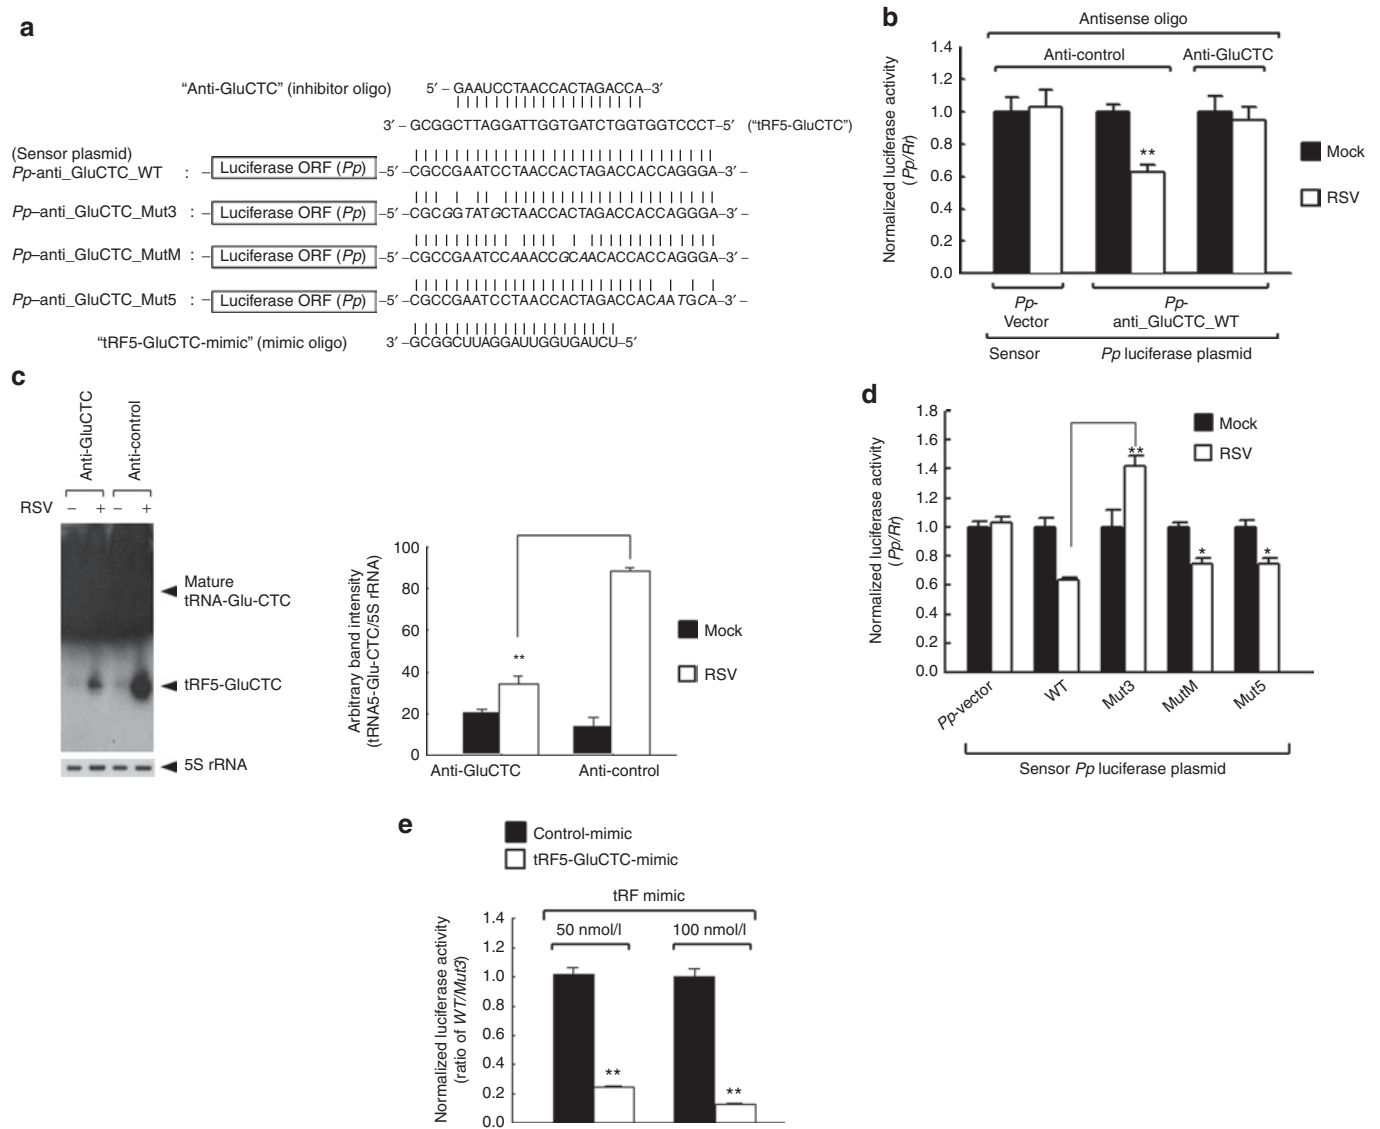 a
"Anti-GluCTC" (inhibitor oligo) 5′ – GAAUCCTAACCACTAGACCA–3′
3′ – GCGGCTTAGGATTGGTGATCTGGTGGTCCCT–5′ ("tRF5-GluCTC")
(Sensor plasmid)
Pp-anti_GluCTC_WT : – Luciferase ORF (Pp) –5′ –CGCCGAATCCTAACCACTAGACCACCAGGGA–3′ –
Pp–anti_GluCTC_Mut3 : – Luciferase ORF (Pp) –5′ –CGCGGTATGCTAACCACTAGACCACCAGGGA–3′ –
Pp–anti_GluCTC_MutM : – Luciferase ORF (Pp) –5′ –CGCCGAATCCAAACCGCAACACCACCAGGGA–3′ –
Pp–anti_GluCTC_Mut5 : – Luciferase ORF (Pp) –5′ –CGCCGAATCCTAACCACTAGACCACAATGCA–3′ –
"tRF5-GluCTC-mimic" (mimic oligo) 3′ –GCGGCUUAGGAUUGGUGAUCU–5′
b
Antisense oligo
Anti-control Anti-GluCTC
Normalized luciferase activity
(Pp/Rr)
1.4
1.2
1.0
0.8
0.6
0.4
0.2
0.0
**
Mock
RSV
Pp-
Vector
Pp-
anti_GluCTC_WT
Sensor Pp luciferase plasmid
c
Anti-GluCTC
Anti-control
RSV – + – +
Mature
tRNA-Glu-CTC
tRF5-GluCTC
5S rRNA
Arbitrary band intensity
(tRNA5-Glu-CTC/5S rRNA)
100
80
60
40
20
0
**
Mock
RSV
Anti-GluCTC Anti-control
d
Normalized luciferase activity
(Pp/Rr)
1.8
1.6
1.4
1.2
1.0
0.8
0.6
0.4
0.2
0.0
Mock
RSV
**
*
*
Pp-vector
WT
Mut3
MutM
Mut5
Sensor Pp luciferase plasmid
e
Control-mimic
tRF5-GluCTC-mimic
tRF mimic
50 nmol/l 100 nmol/l
Normalized luciferase activity
(ratio of WT/Mut3)
1.4
1.2
1.0
0.8
0.6
0.4
0.2
0.0
**
**